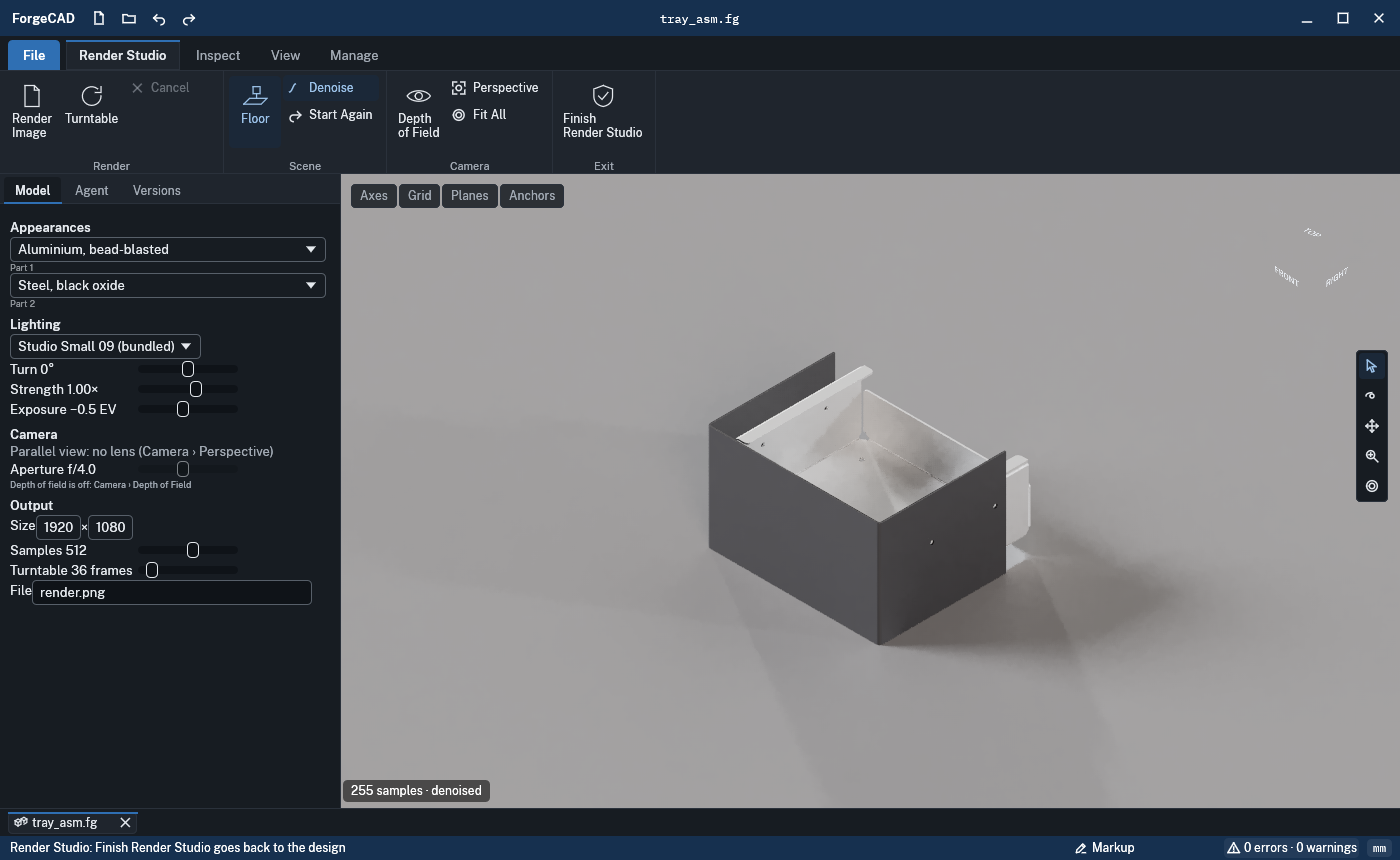 ForgeCAD
tray_asm.fg
File
Render Studio
Inspect
View
Manage
Render
Image
Turntable
Cancel
Render
Floor
Denoise
Start Again
Scene
Depth
of Field
Perspective
Fit All
Camera
Finish
Render Studio
Exit
Model
Agent
Versions
Appearances
Aluminium, bead-blasted
Part 1
Steel, black oxide
Part 2
Lighting
Studio Small 09 (bundled)
Turn 0°
Strength 1.00×
Exposure −0.5 EV
Camera
Parallel view: no lens (Camera › Perspective)
Aperture f/4.0
Depth of field is off: Camera › Depth of Field
Output
Size 1920 × 1080
Samples 512
Turntable 36 frames
File render.png
Axes
Grid
Planes
Anchors
TOP
FRONT
RIGHT
255 samples · denoised
tray_asm.fg
Render Studio: Finish Render Studio goes back to the design
Markup
0 errors · 0 warnings
mm